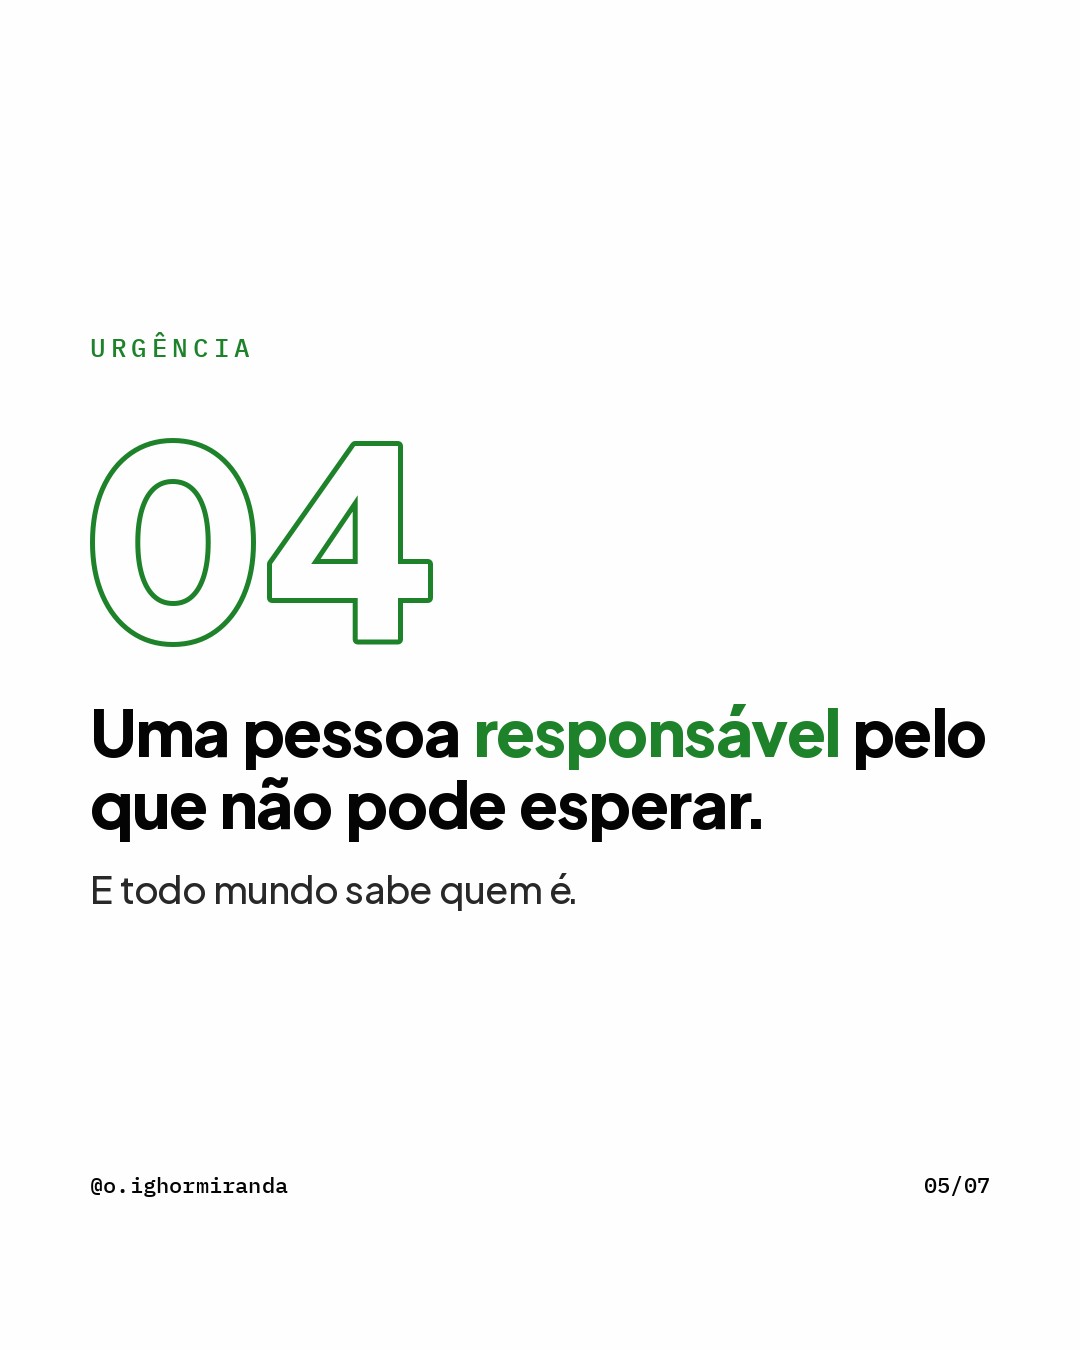 URGÊNCIA
04
Uma pessoa responsável pelo
que não pode esperar.
E todo mundo sabe quem é.
@o.ighormiranda
05/07